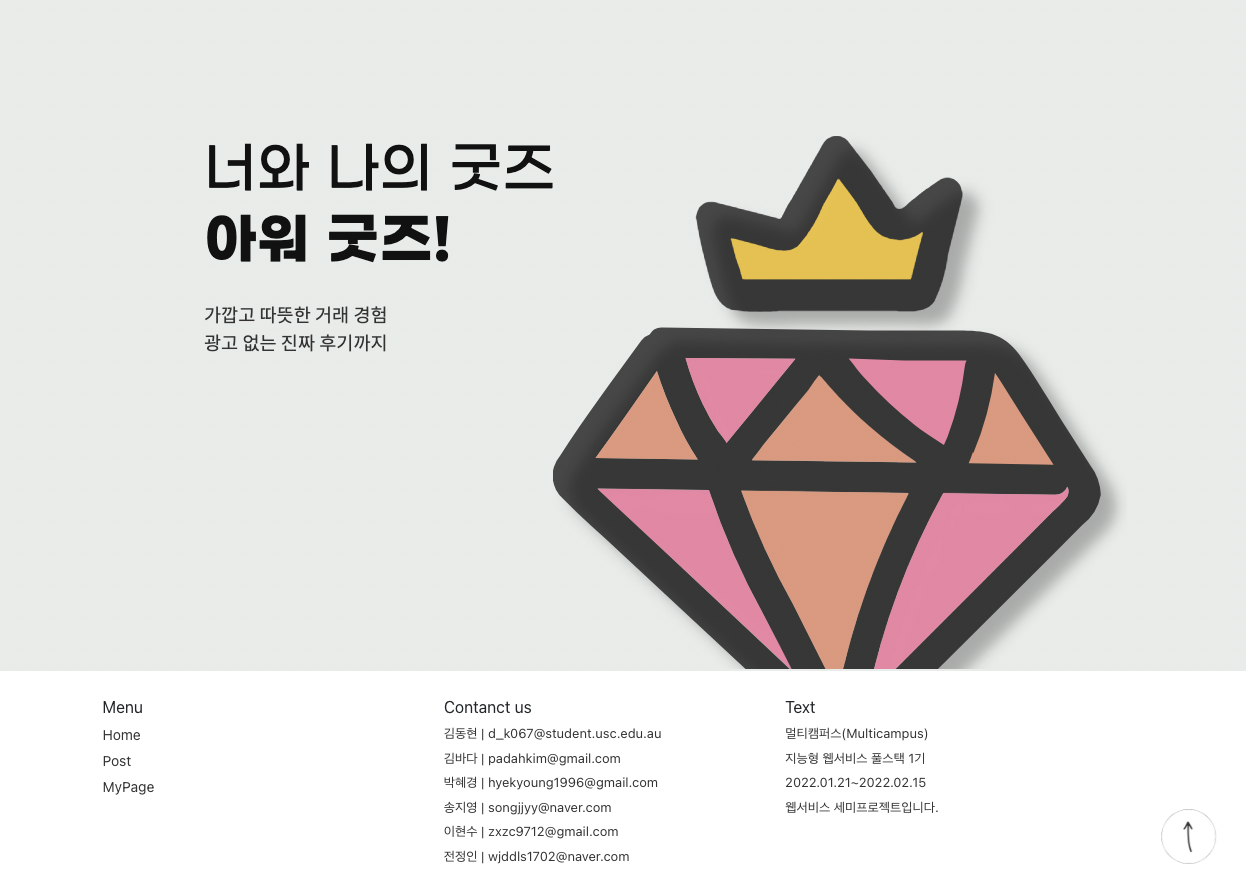 너와 나의 굿즈
아워 굿즈!
가깝고 따뜻한 거래 경험
광고 없는 진짜 후기까지
Menu
Home
Post
MyPage
Contanct us
김동현 | d_k067@student.usc.edu.au
김바다 | padahkim@gmail.com
박혜경 | hyekyoung1996@gmail.com
송지영 | songjjyy@naver.com
이현수 | zxzc9712@gmail.com
전정인 | wjddls1702@naver.com
Text
멀티캠퍼스(Multicampus)
지능형 웹서비스 풀스택 1기
2022.01.21~2022.02.15
웹서비스 세미프로젝트입니다.